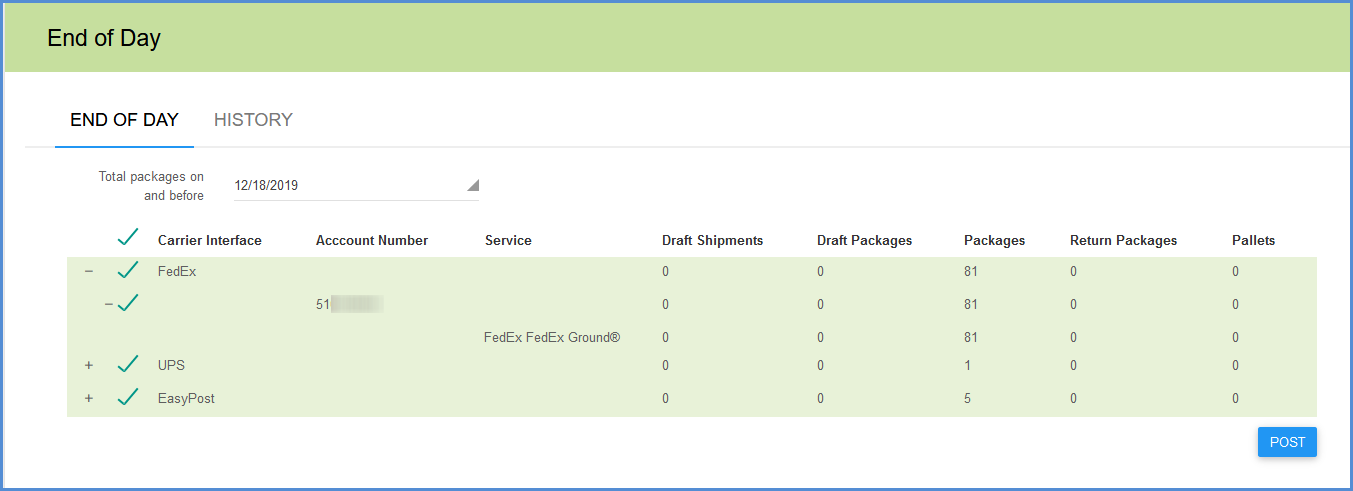 End of Day
END OF DAY HISTORY
Total packages on
and before
12/18/2019
Carrier Interface Acccount Number Service Draft Shipments Draft Packages Packages Return Packages Pallets
− FedEx 0 0 81 0 0
− 51 0 0 81 0 0
FedEx FedEx Ground® 0 0 81 0 0
+ UPS 0 0 1 0 0
+ EasyPost 0 0 5 0 0
POST